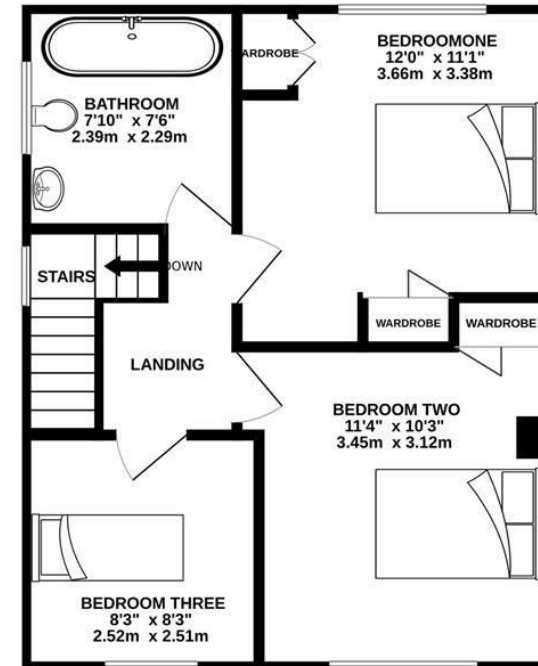 BEDROOMONE
12'0" x 11'1"
3.66m x 3.38m
ARDROBE
BATHROOM
7'10" x 7'6"
2.39m x 2.29m
STAIRS
DOWN
LANDING
WARDROBE
WARDROBE
BEDROOM TWO
11'4" x 10'3"
3.45m x 3.12m
BEDROOM THREE
8'3" x 8'3"
2.52m x 2.51m